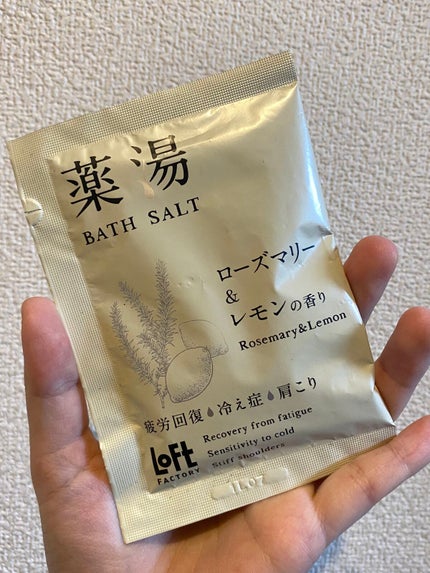 薬湯
BATH SALT
ローズマリー
&
レモンの香り
Rosemary&Lemon
疲労回復・冷え症・肩こり
Recovery from fatigue
Sensitivity to cold
Stiff shoulders
LOFT
FACTORY
1L07